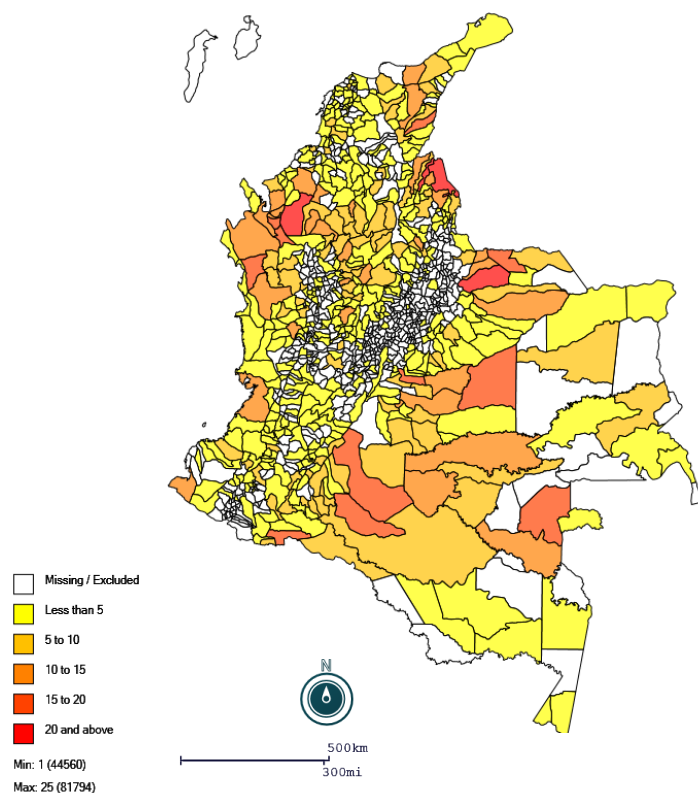 Missing / Excluded
Less than 5
5 to 10
10 to 15
15 to 20
20 and above
Min: 1 (44560)
Max: 25 (81794)
N
500km
300mi